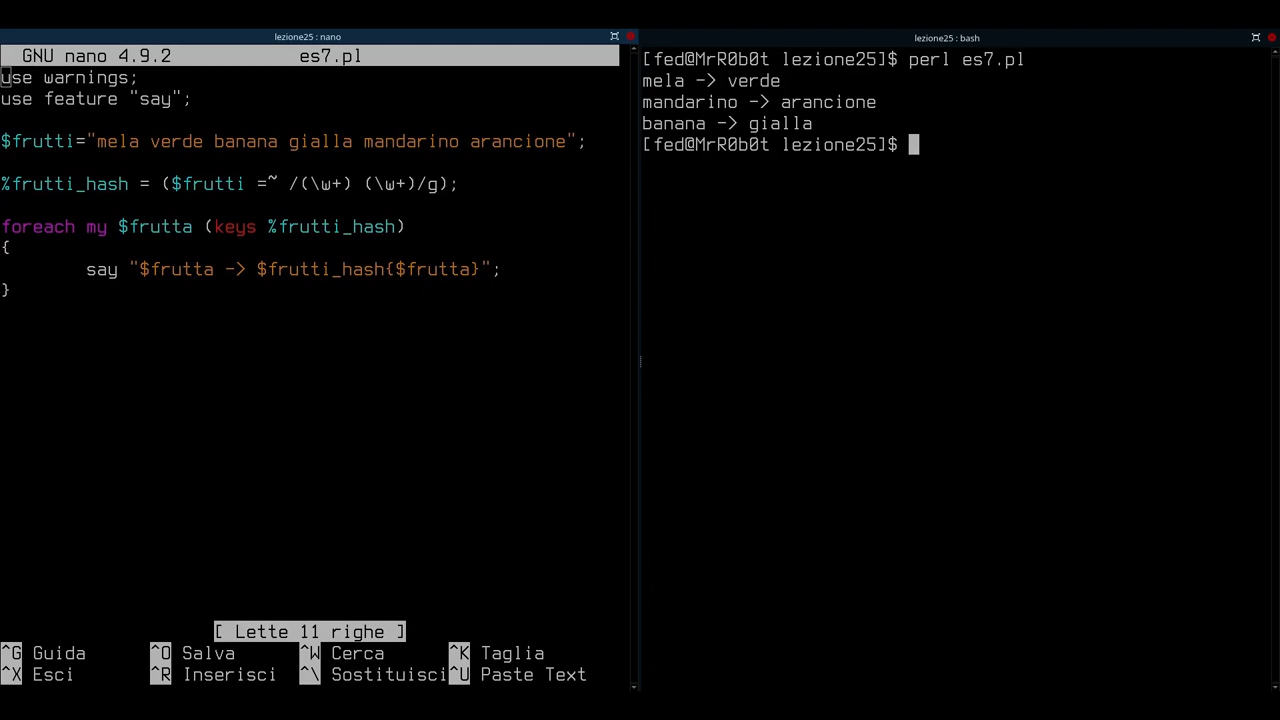 lezione25 : nano
GNU nano 4.9.2 es7.pl
use warnings;
use feature "say";
$frutti="mela verde banana gialla mandarino arancione";
%frutti_hash = ($frutti =~ /(\w+) (\w+)/g);
foreach my $frutta (keys %frutti_hash)
{
say "$frutta -> $frutti_hash{$frutta}";
}
[ Lette 11 righe ]
^G Guida ^O Salva ^W Cerca ^K Taglia
^X Esci ^R Inserisci ^\ Sostituisci ^U Paste Text
lezione25 : bash
[fed@MrR0b0t lezione25]$ perl es7.pl
mela -> verde
mandarino -> arancione
banana -> gialla
[fed@MrR0b0t lezione25]$